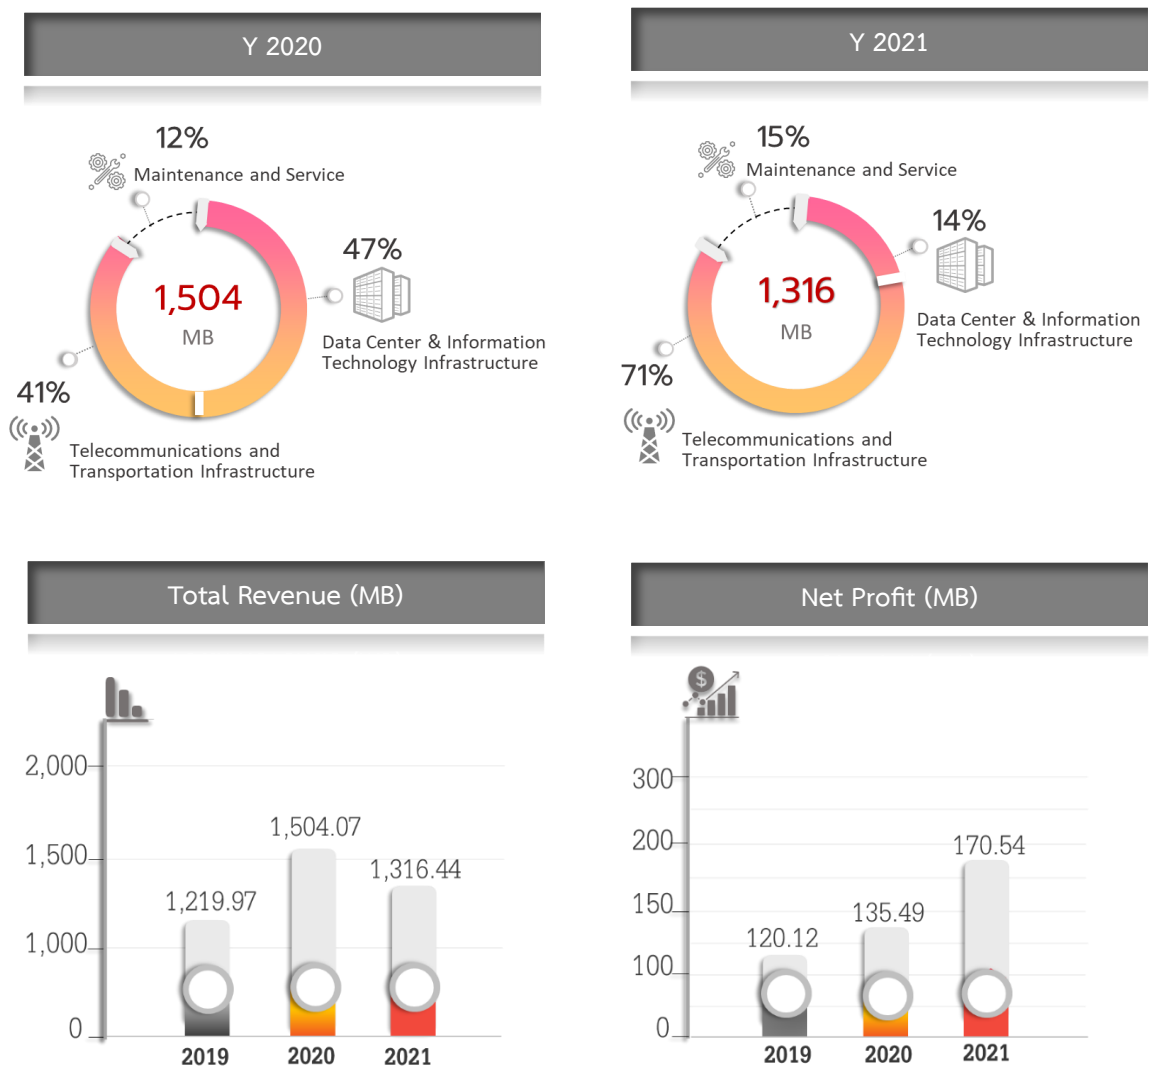 Y 2020
12%
Maintenance and Service
47%
1,504
MB
Data Center & Information
Technology Infrastructure
41%
Telecommunications and
Transportation Infrastructure
Y 2021
15%
Maintenance and Service
14%
1,316
MB
Data Center & Information
Technology Infrastructure
71%
Telecommunications and
Transportation Infrastructure
Total Revenue (MB)
2,000
1,500
1,000
0
1,219.97
1,504.07
1,316.44
2019
2020
2021
Net Profit (MB)
$
300
200
150
100
0
120.12
135.49
170.54
2019
2020
2021